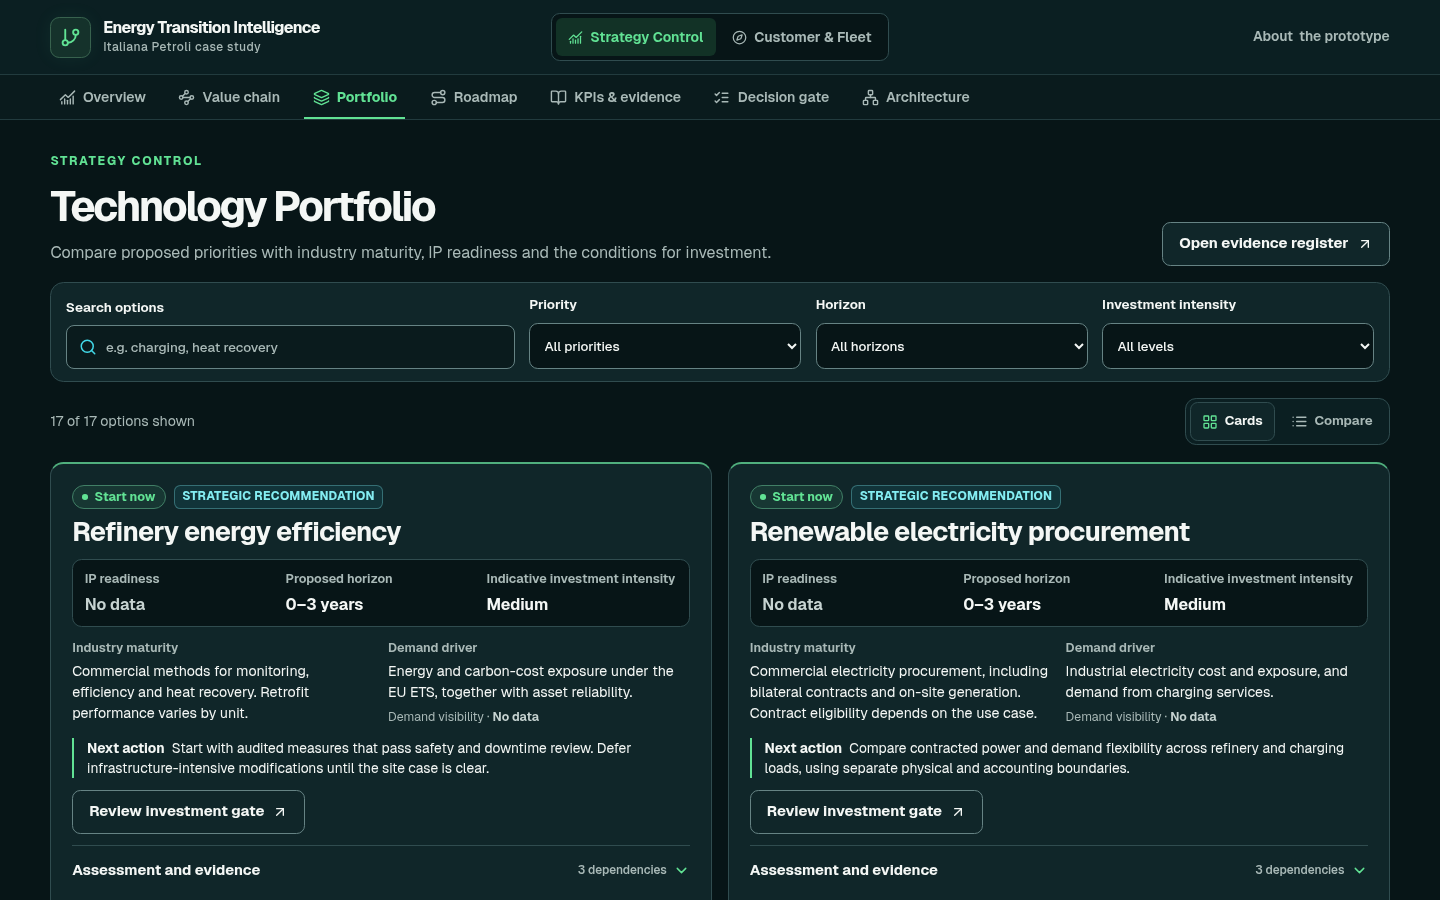 Energy Transition Intelligence
Italiana Petroli case study
Strategy Control
Customer & Fleet
About the prototype
Overview
Value chain
Portfolio
Roadmap
KPIs & evidence
Decision gate
Architecture
STRATEGY CONTROL
Technology Portfolio
Compare proposed priorities with industry maturity, IP readiness and the conditions for investment.
Open evidence register
Search options
Priority
Horizon
Investment intensity
e.g. charging, heat recovery
All priorities
All horizons
All levels
17 of 17 options shown
Cards
Compare
Start now
STRATEGIC RECOMMENDATION
Refinery energy efficiency
IP readiness
Proposed horizon
Indicative investment intensity
No data
0–3 years
Medium
Industry maturity
Commercial methods for monitoring,
efficiency and heat recovery. Retrofit
performance varies by unit.
Demand driver
Energy and carbon-cost exposure under the
EU ETS, together with asset reliability.
Demand visibility · No data
Next action Start with audited measures that pass safety and downtime review. Defer
infrastructure-intensive modifications until the site case is clear.
Review investment gate
Assessment and evidence
3 dependencies
Start now
STRATEGIC RECOMMENDATION
Renewable electricity procurement
IP readiness
Proposed horizon
Indicative investment intensity
No data
0–3 years
Medium
Industry maturity
Commercial electricity procurement, including
bilateral contracts and on-site generation.
Contract eligibility depends on the use case.
Demand driver
Industrial electricity cost and exposure, and
demand from charging services.
Demand visibility · No data
Next action Compare contracted power and demand flexibility across refinery and charging
loads, using separate physical and accounting boundaries.
Review investment gate
Assessment and evidence
3 dependencies